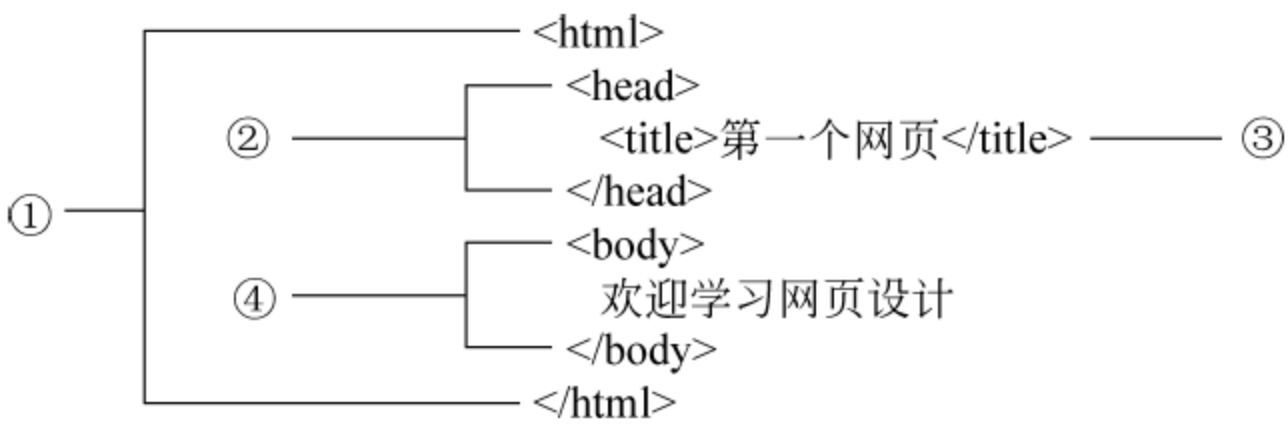 <html>
<head>
② <title>第一个网页</title> ③
</head>
①
<body>
④ 欢迎学习网页设计
</body>
</html>